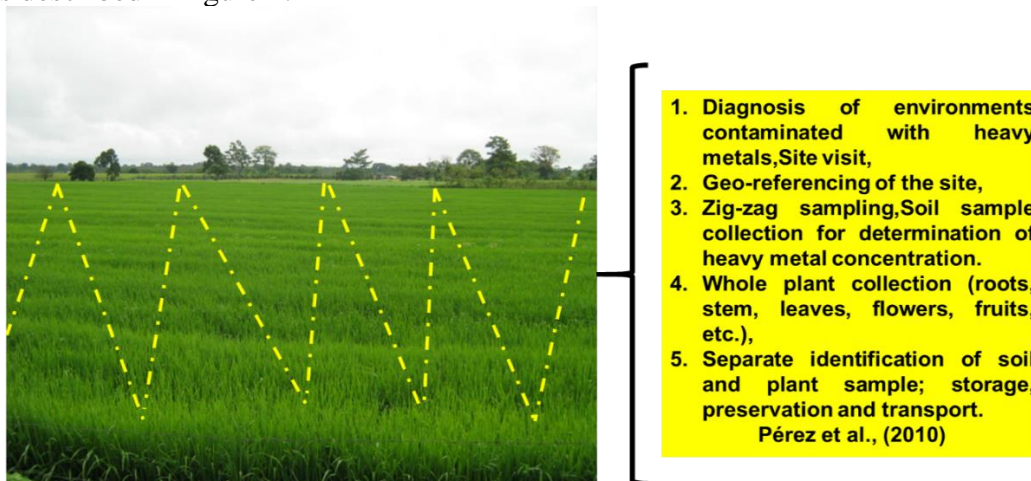 1. Diagnosis of environments
contaminated with heavy
metals,Site visit,
2. Geo-referencing of the site,
3. Zig-zag sampling,Soil sample
collection for determination of
heavy metal concentration.
4. Whole plant collection (roots,
stem, leaves, flowers, fruits,
etc.),
5. Separate identification of soil
and plant sample; storage,
preservation and transport.
Pérez et al., (2010)